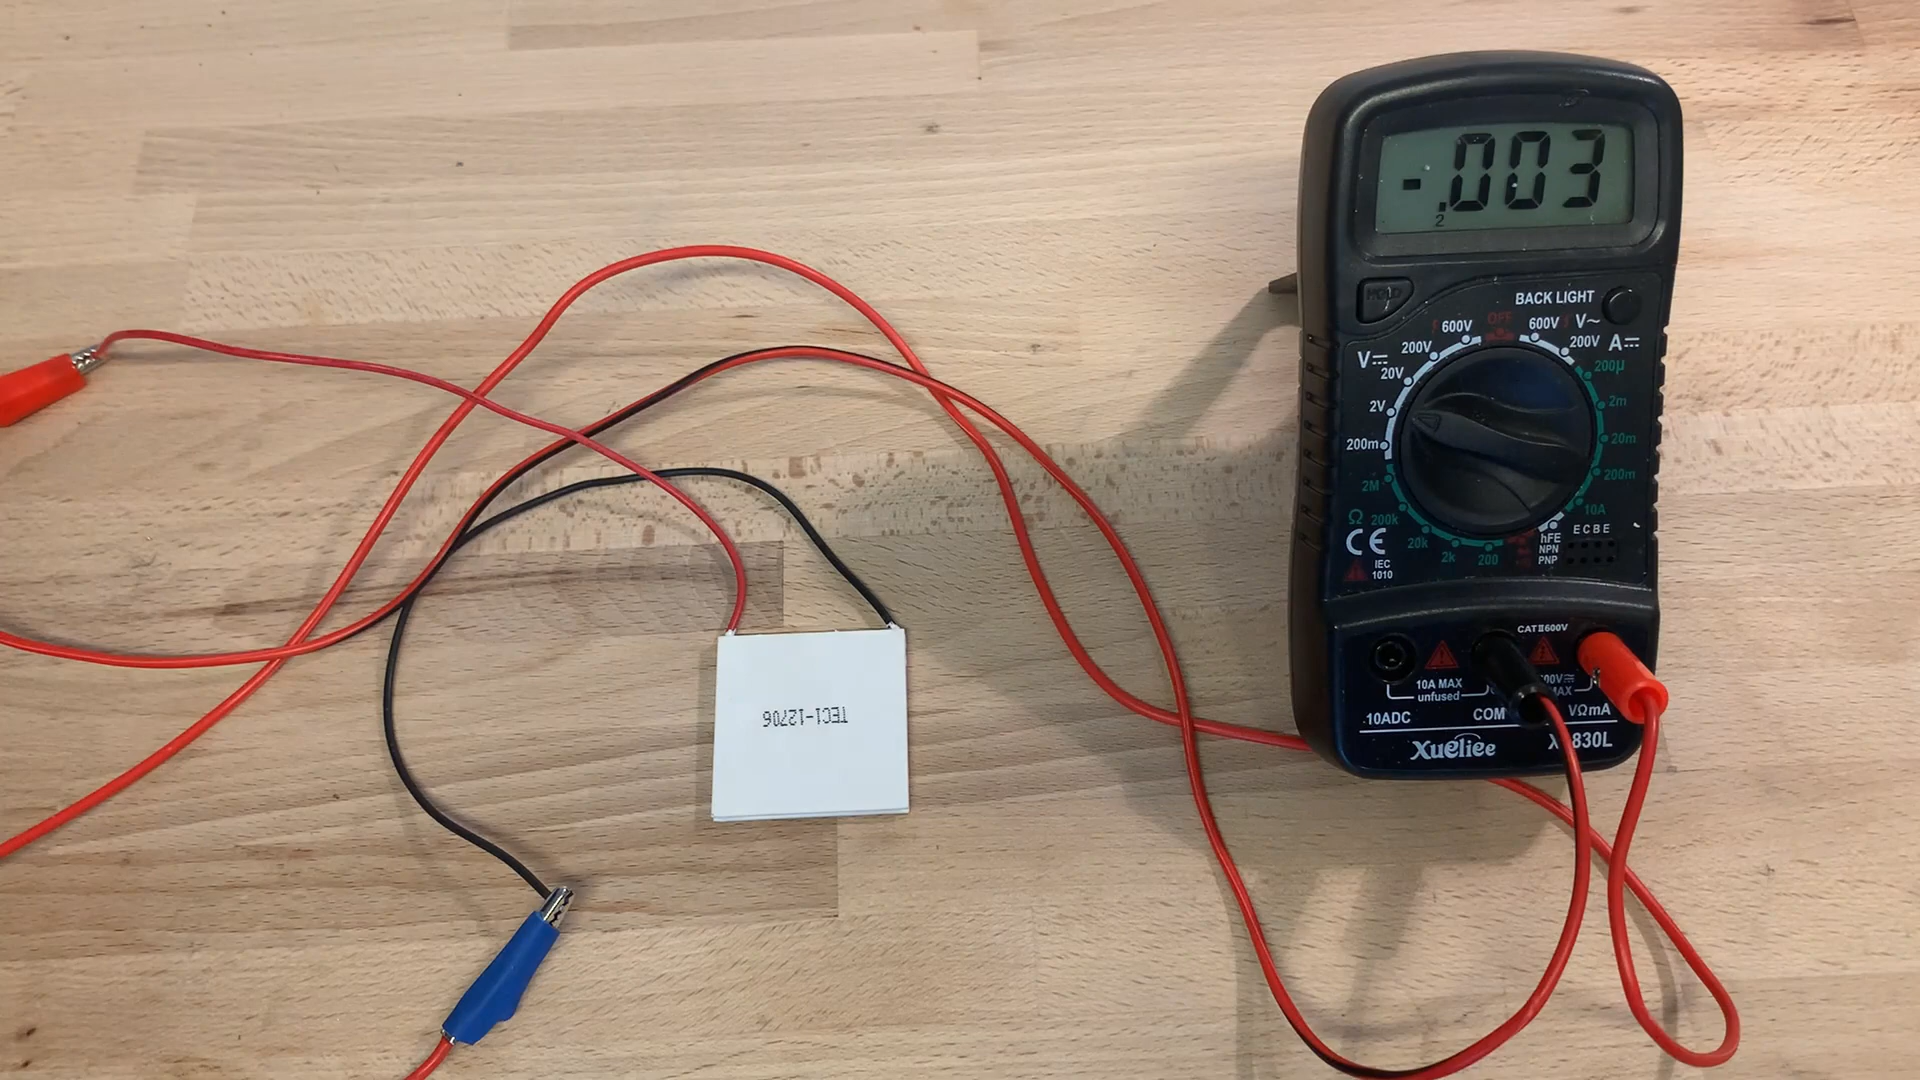 -.003
2
HOLD
BACK LIGHT
OFF
600V
600V V~
200V
200V A⎓
V⎓
20V
200µ
2V
2m
200m
20m
2M
200m
Ω 200k
10A
20k
2k
200
hFE
NPN
PNP
E C B E
CE
IEC
1010
CATⅡ600V
10A MAX
unfused
MAX
10ADC
COM
VΩmA
Xueliee
830L
TEC1-12706